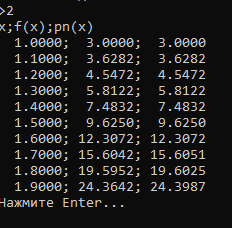 >2
x;f(x);pn(x)
1.0000; 3.0000; 3.0000
1.1000; 3.6282; 3.6282
1.2000; 4.5472; 4.5472
1.3000; 5.8122; 5.8122
1.4000; 7.4832; 7.4832
1.5000; 9.6250; 9.6250
1.6000; 12.3072; 12.3072
1.7000; 15.6042; 15.6051
1.8000; 19.5952; 19.6025
1.9000; 24.3642; 24.3987
Нажмите Enter...